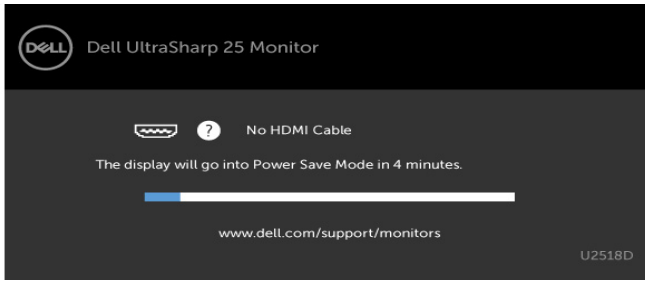 DELL
Dell UltraSharp 25 Monitor
? No HDMI Cable
The display will go into Power Save Mode in 4 minutes.
www.dell.com/support/monitors
U2518D